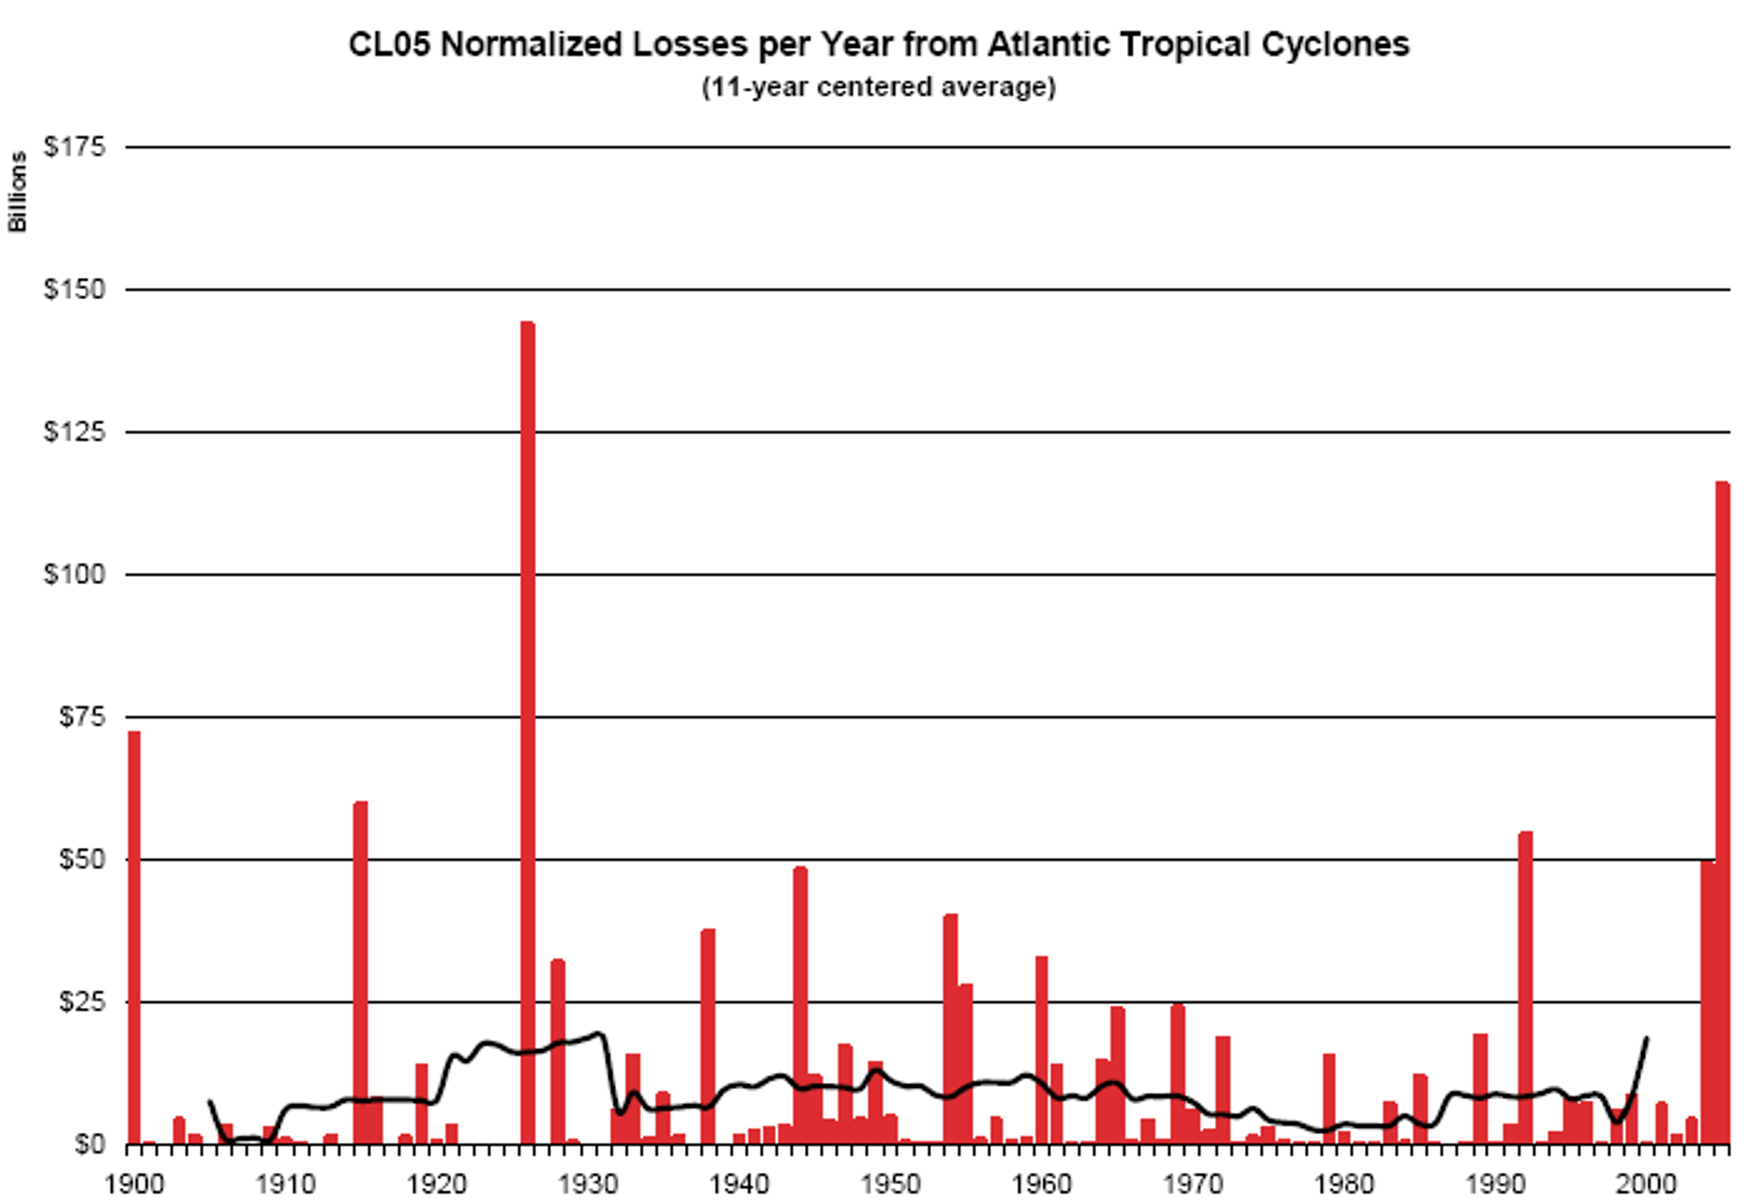 CL05 Normalized Losses per Year from Atlantic Tropical Cyclones
(11-year centered average)
Billions
$175
$150
$125
$100
$75
$50
$25
$0
1900 1910 1920 1930 1940 1950 1960 1970 1980 1990 2000